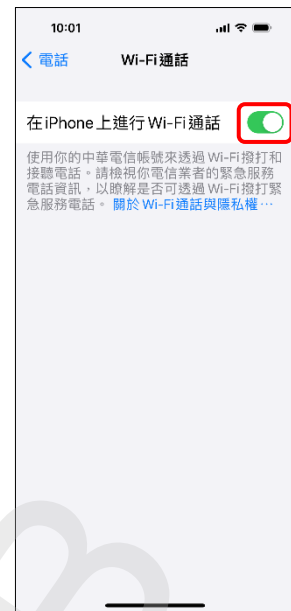 10:01
電話 Wi-Fi通話
在iPhone上進行Wi-Fi通話
使用你的中華電信帳號來透過Wi-Fi撥打和
接聽電話。請檢視你電信業者的緊急服務
電話資訊，以瞭解是否可透過Wi-Fi撥打緊
急服務電話。關於Wi-Fi通話與隱私權⋯